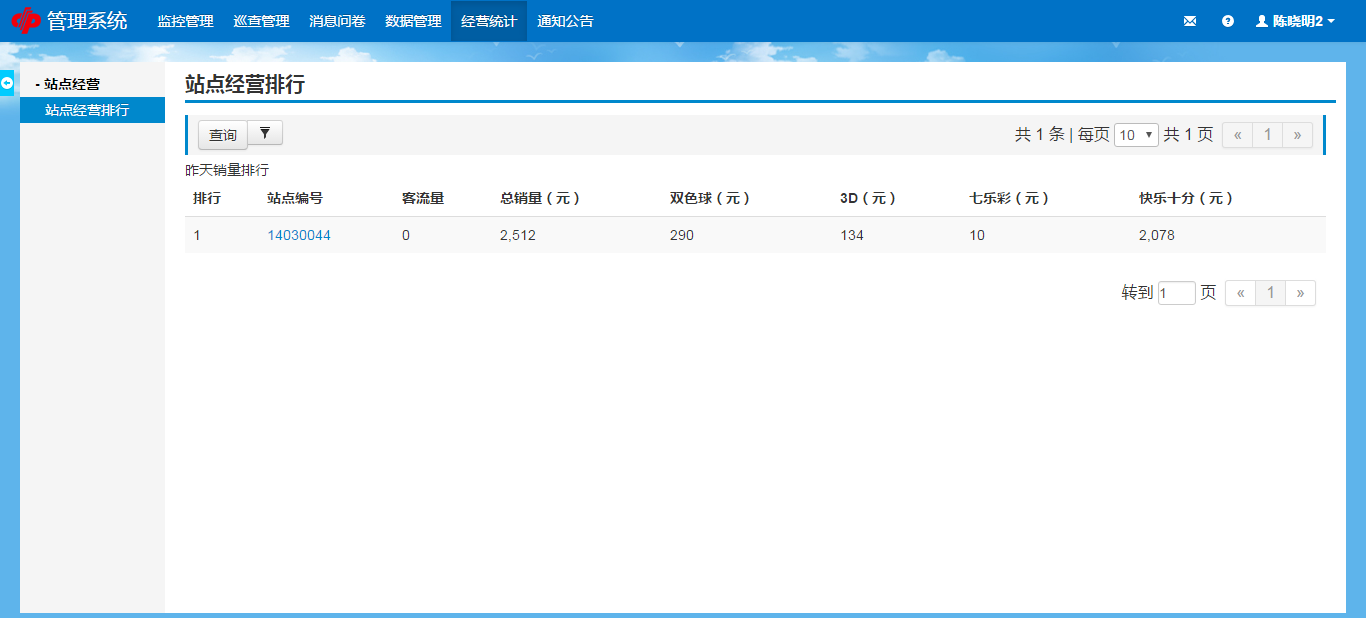 管理系统 监控管理 巡查管理 消息问卷 数据管理 经营统计 通知公告 陈晓明2
- 站点经营
站点经营排行
站点经营排行
查询 共 1 条 | 每页 10 共 1 页 « 1 »
昨天销量排行
排行 站点编号 客流量 总销量（元） 双色球（元） 3D（元） 七乐彩（元） 快乐十分（元）
1 14030044 0 2,512 290 134 10 2,078
转到 1 页 « 1 »